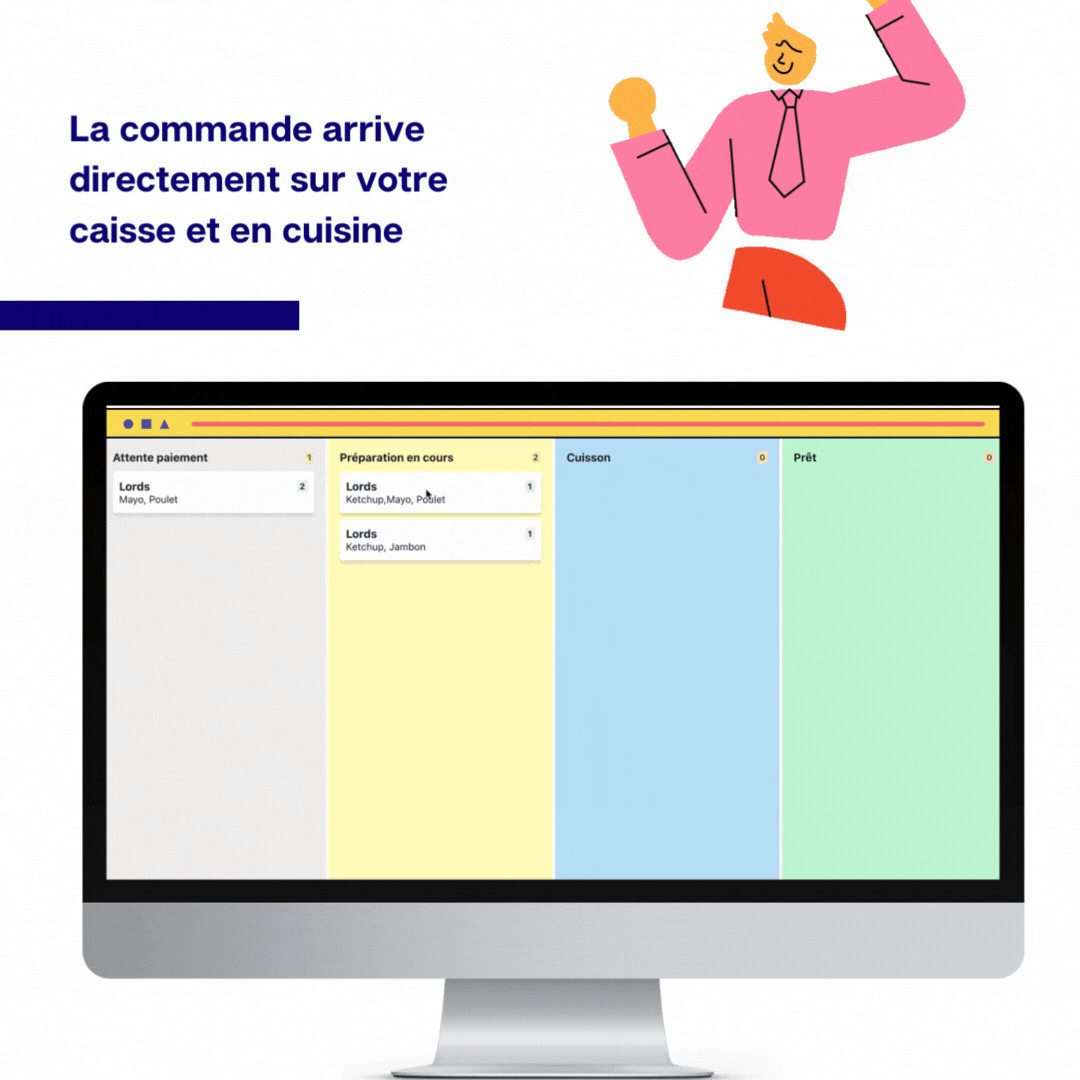 La commande arrive
directement sur votre
caisse et en cuisine
Attente paiement 1
Lords 2
Mayo, Poulet
Préparation en cours 2
Lords 1
Ketchup,Mayo, Poulet
Lords 1
Ketchup, Jambon
Cuisson 0
Prêt 0